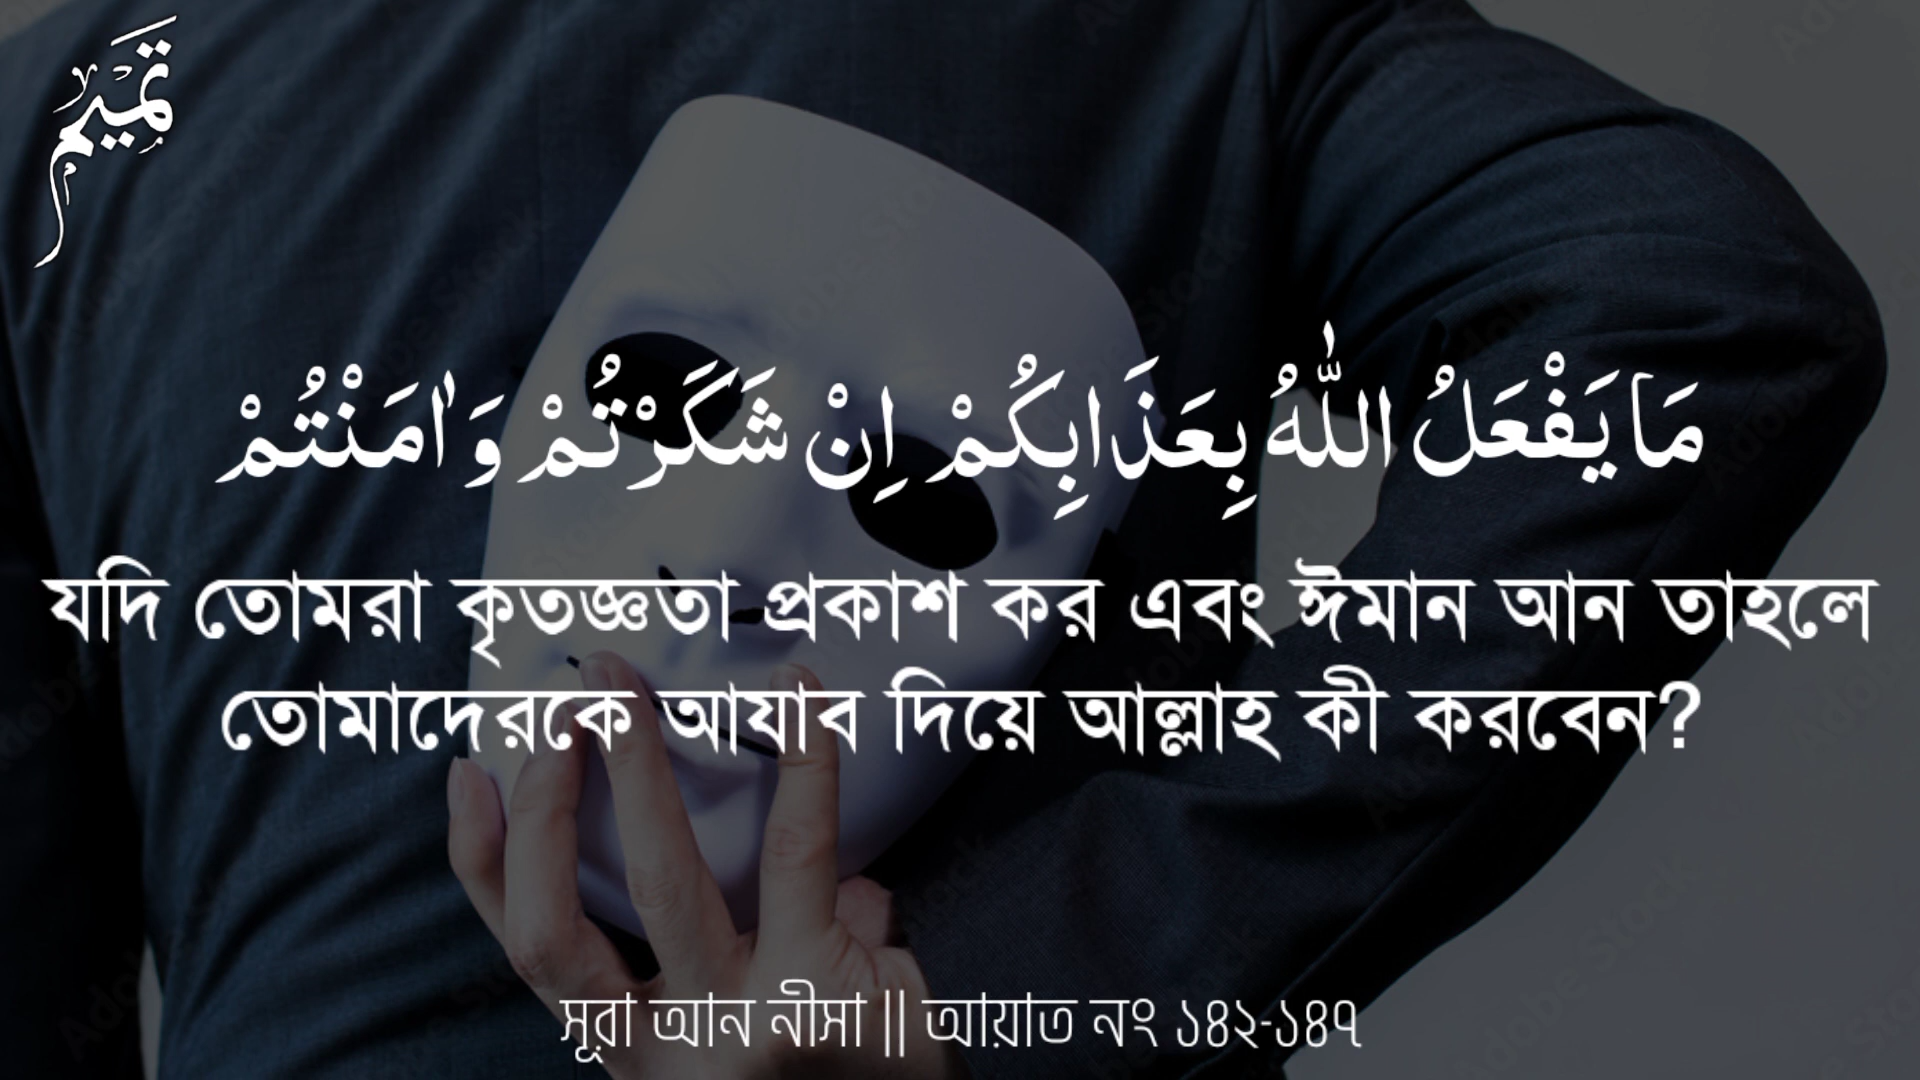 تميم
مَا يَفْعَلُ اللّٰهُ بِعَذَابِكُمْ اِنْ شَكَرْتُمْ وَاٰمَنْتُمْ
যদি তোমরা কৃতজ্ঞতা প্রকাশ কর এবং ঈমান আন তাহলে
তোমাদেরকে আযাব দিয়ে আল্লাহ কী করবেন?
সূরা আন নীসা || আয়াত নং ১৪২-১৪৭